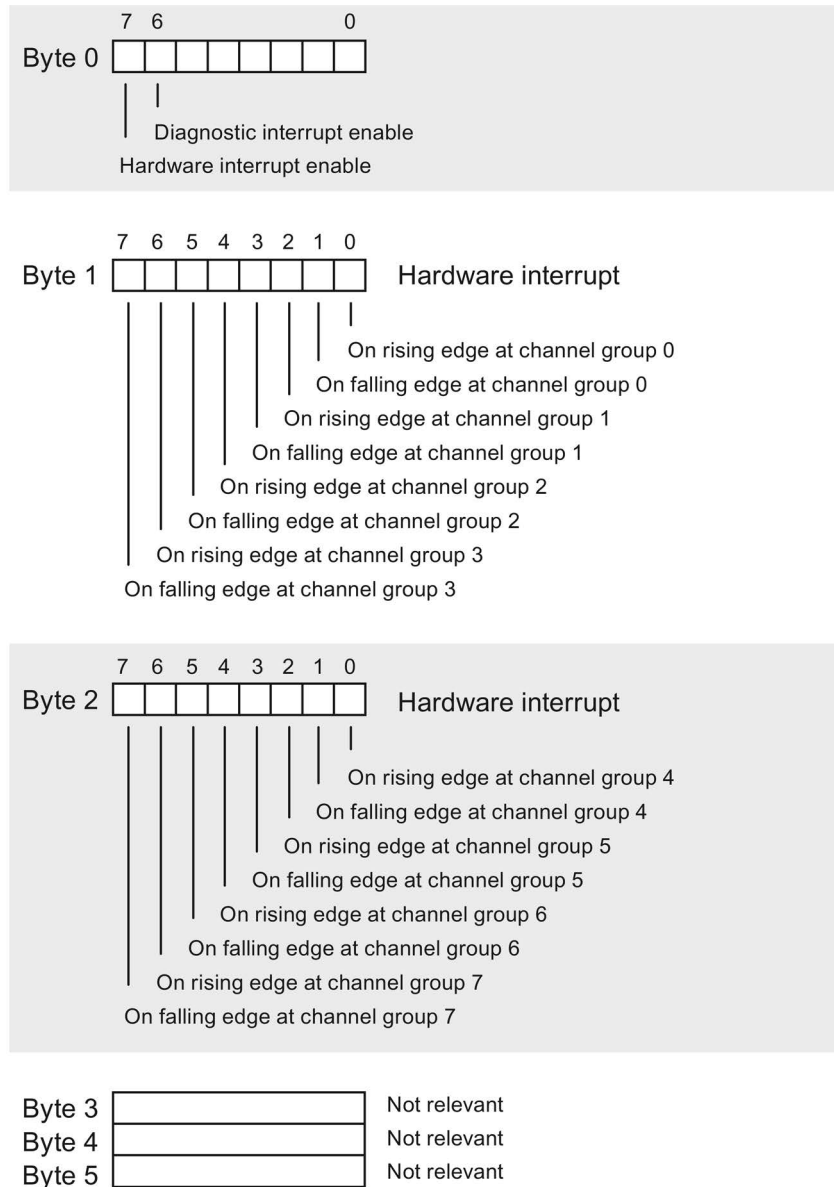 7 6 0
Byte 0
Diagnostic interrupt enable
Hardware interrupt enable
7 6 5 4 3 2 1 0
Byte 1 Hardware interrupt
On rising edge at channel group 0
On falling edge at channel group 0
On rising edge at channel group 1
On falling edge at channel group 1
On rising edge at channel group 2
On falling edge at channel group 2
On rising edge at channel group 3
On falling edge at channel group 3
7 6 5 4 3 2 1 0
Byte 2 Hardware interrupt
On rising edge at channel group 4
On falling edge at channel group 4
On rising edge at channel group 5
On falling edge at channel group 5
On rising edge at channel group 6
On falling edge at channel group 6
On rising edge at channel group 7
On falling edge at channel group 7
Byte 3 Not relevant
Byte 4 Not relevant
Byte 5 Not relevant